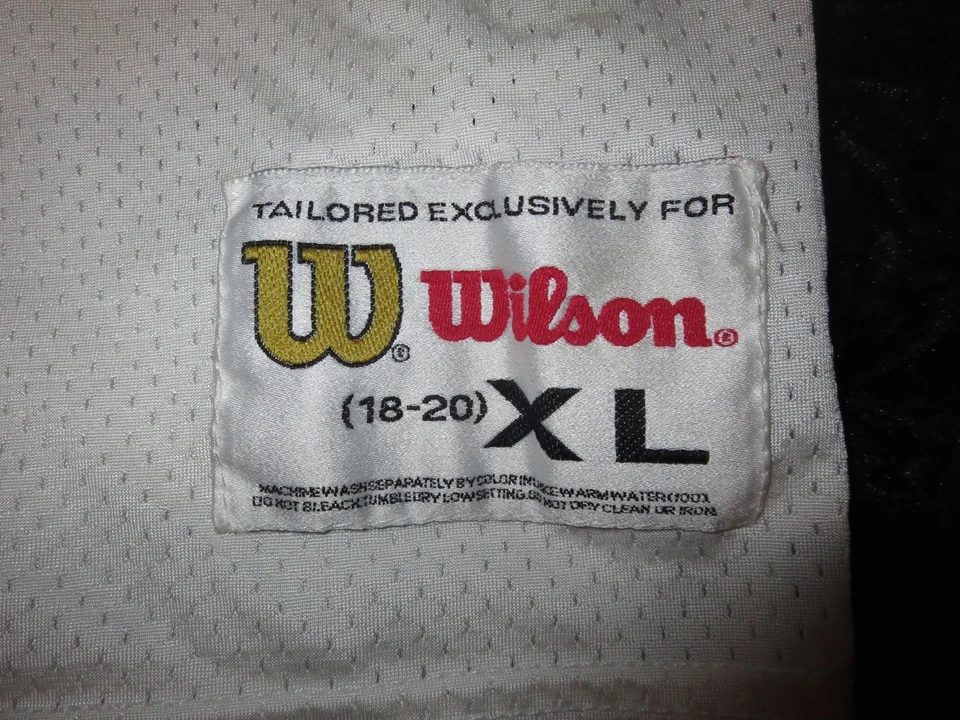 TAILORED EXCLUSIVELY FOR
W® Wilson®
(18-20) XL
MACHINE WASH SEPARATELY BY COLOR IN WARM WATER (100)
DO NOT BLEACH. TUMBLE DRY LOW SETTING. DO NOT DRY CLEAN OR IRON.